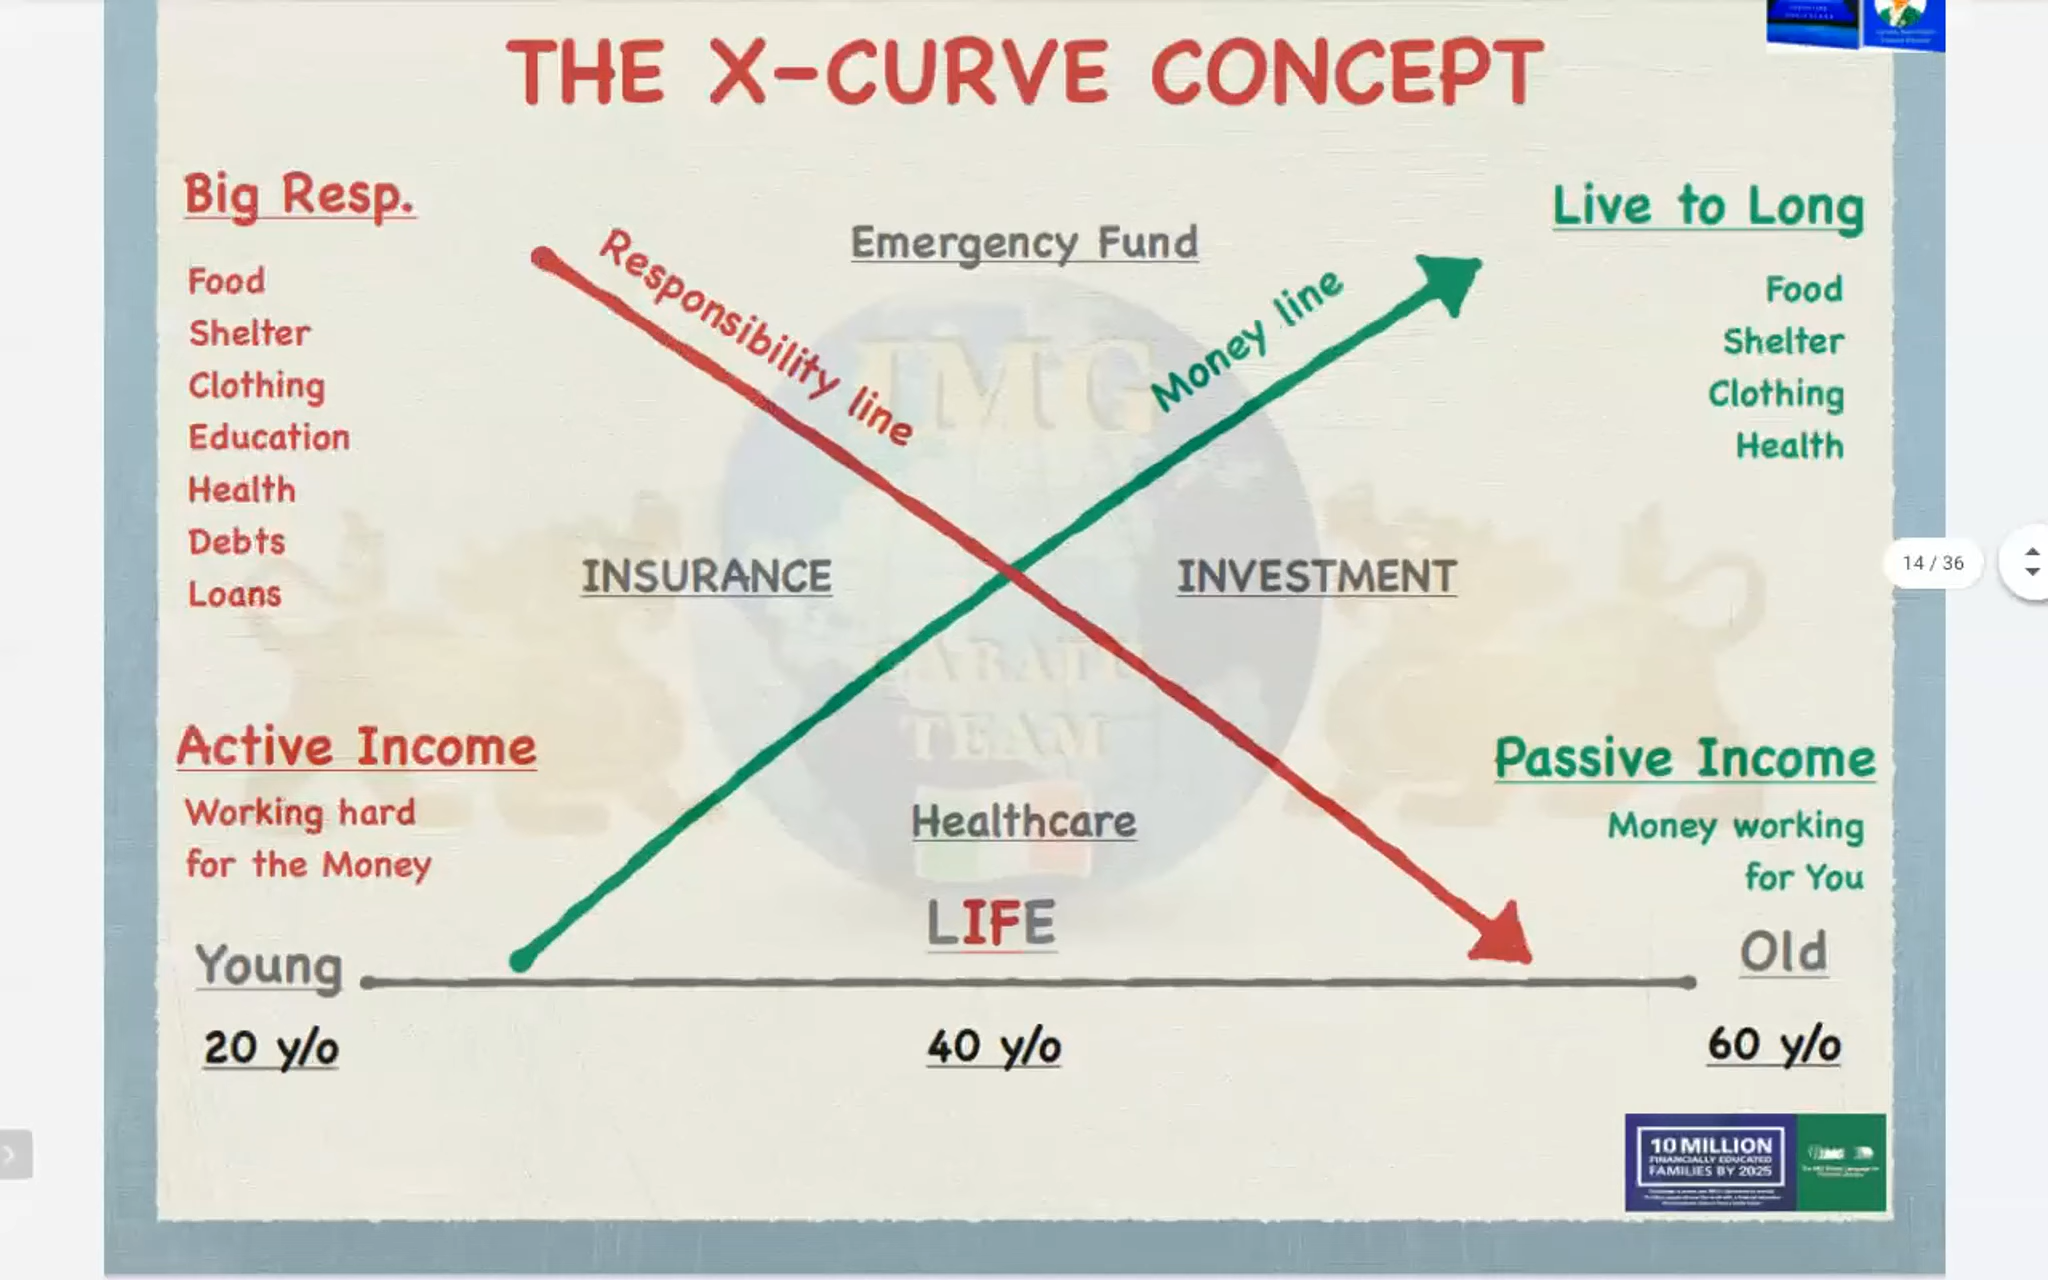 THE X-CURVE CONCEPT
Big Resp.
Food
Shelter
Clothing
Education
Health
Debts
Loans
Responsibility line
Emergency Fund
Money line
Live to Long
Food
Shelter
Clothing
Health
IMG
INSURANCE
INVESTMENT
14 / 36
TEAM
Active Income
Working hard
for the Money
Healthcare
Passive Income
Money working
for You
LIFE
Young
Old
20 y/o
40 y/o
60 y/o
10 MILLION
FINANCIALLY EDUCATED
FAMILIES BY 2025